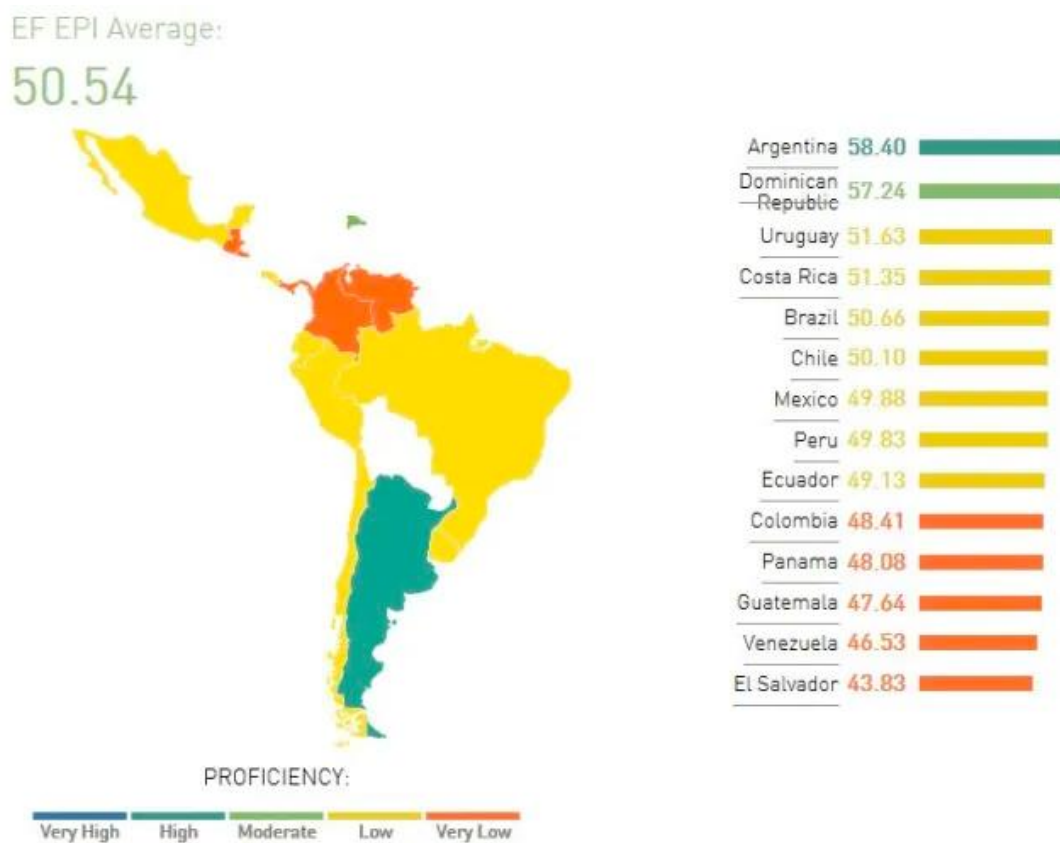 EF EPI Average:
50.54
Argentina 58.40
Dominican
Republic 57.24
Uruguay 51.63
Costa Rica 51.35
Brazil 50.66
Chile 50.10
Mexico 49.88
Peru 49.83
Ecuador 49.13
Colombia 48.41
Panama 48.08
Guatemala 47.64
Venezuela 46.53
El Salvador 43.83
PROFICIENCY:
Very High High Moderate Low Very Low